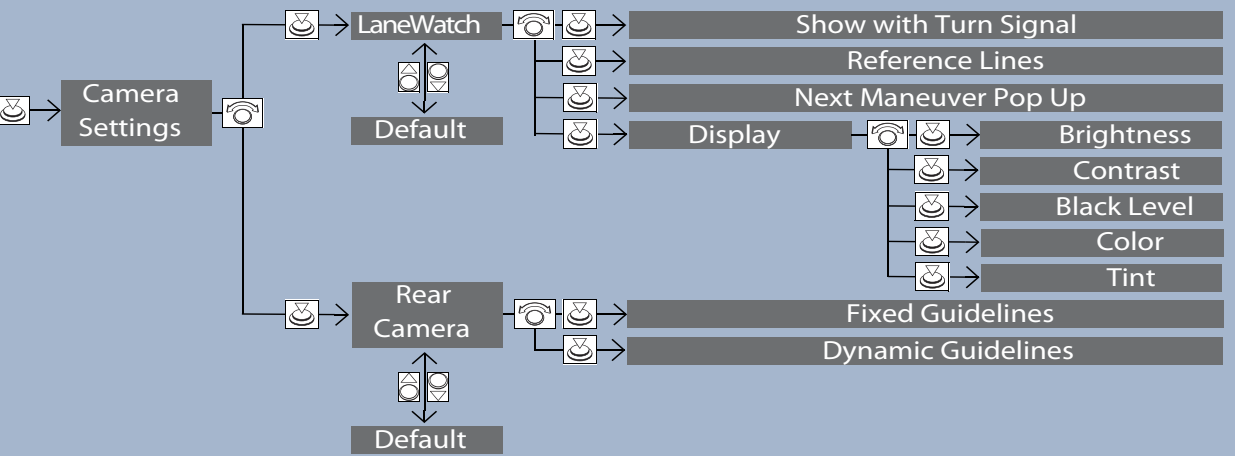 Camera
Settings
LaneWatch
Default
Show with Turn Signal
Reference Lines
Next Maneuver Pop Up
Display
Brightness
Contrast
Black Level
Color
Tint
Rear
Camera
Default
Fixed Guidelines
Dynamic Guidelines